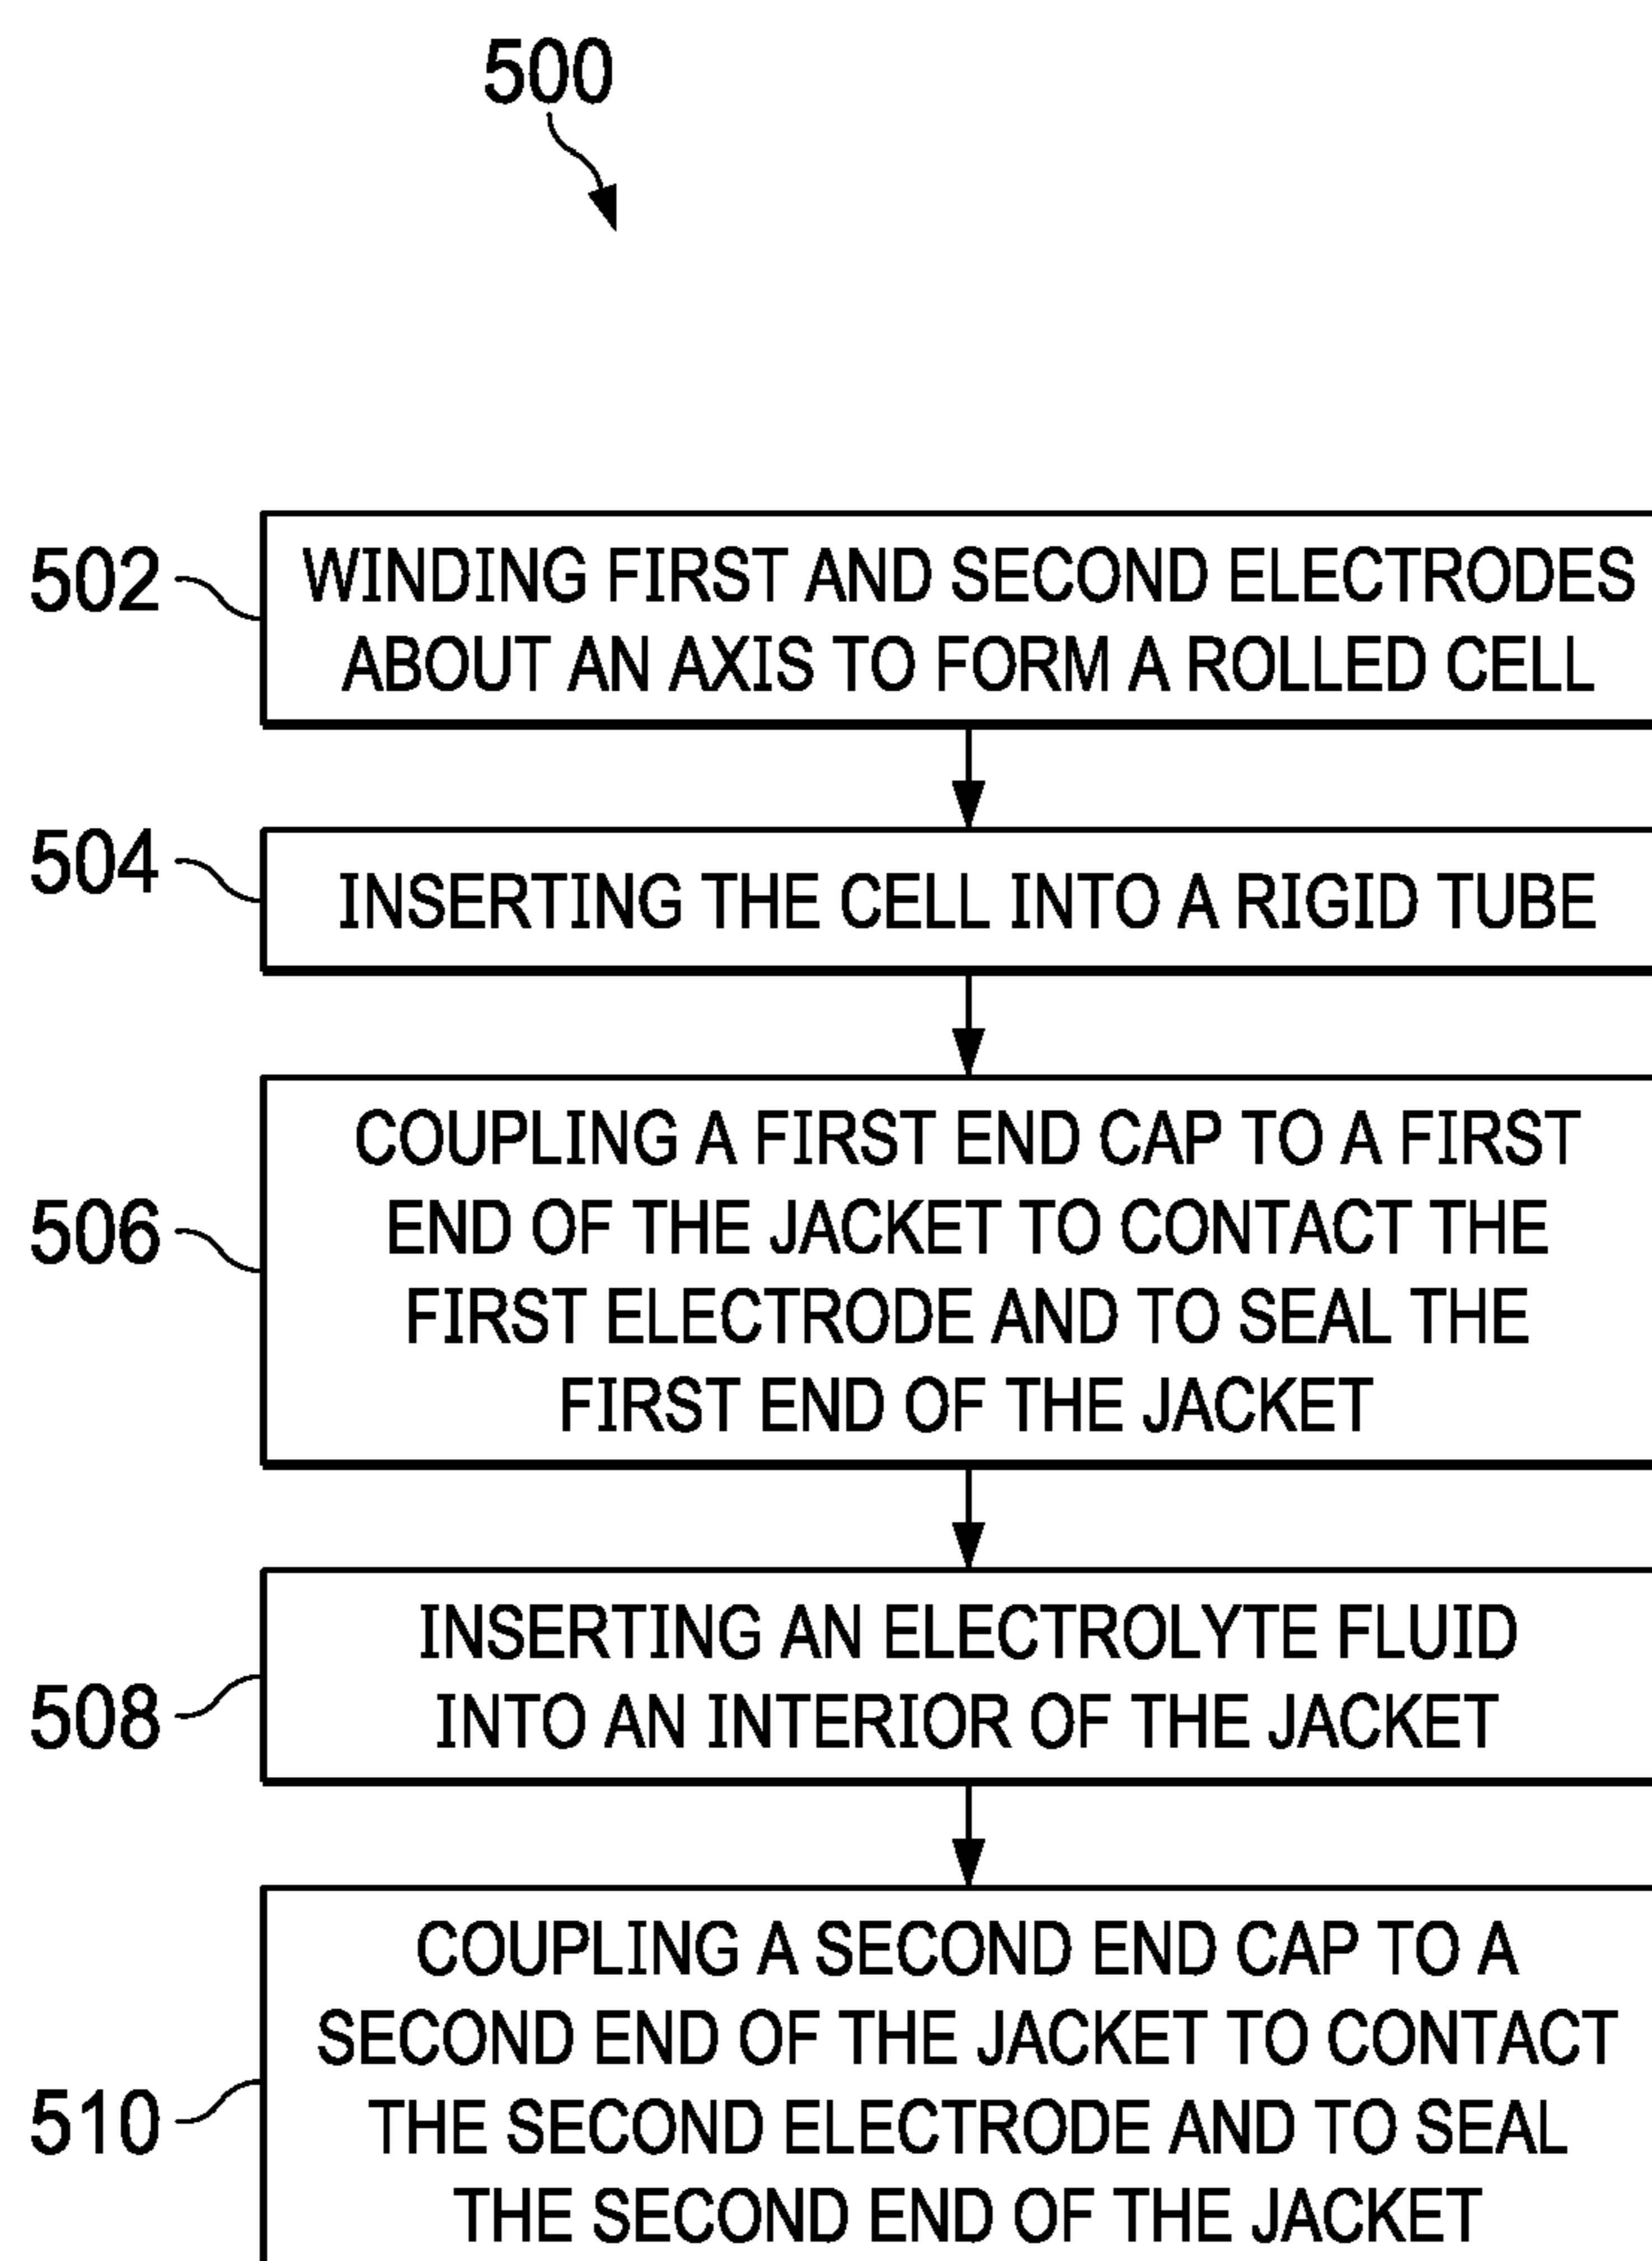 500
502
WINDING FIRST AND SECOND ELECTRODES
ABOUT AN AXIS TO FORM A ROLLED CELL
504
INSERTING THE CELL INTO A RIGID TUBE
506
COUPLING A FIRST END CAP TO A FIRST
END OF THE JACKET TO CONTACT THE
FIRST ELECTRODE AND TO SEAL THE
FIRST END OF THE JACKET
508
INSERTING AN ELECTROLYTE FLUID
INTO AN INTERIOR OF THE JACKET
510
COUPLING A SECOND END CAP TO A
SECOND END OF THE JACKET TO CONTACT
THE SECOND ELECTRODE AND TO SEAL
THE SECOND END OF THE JACKET